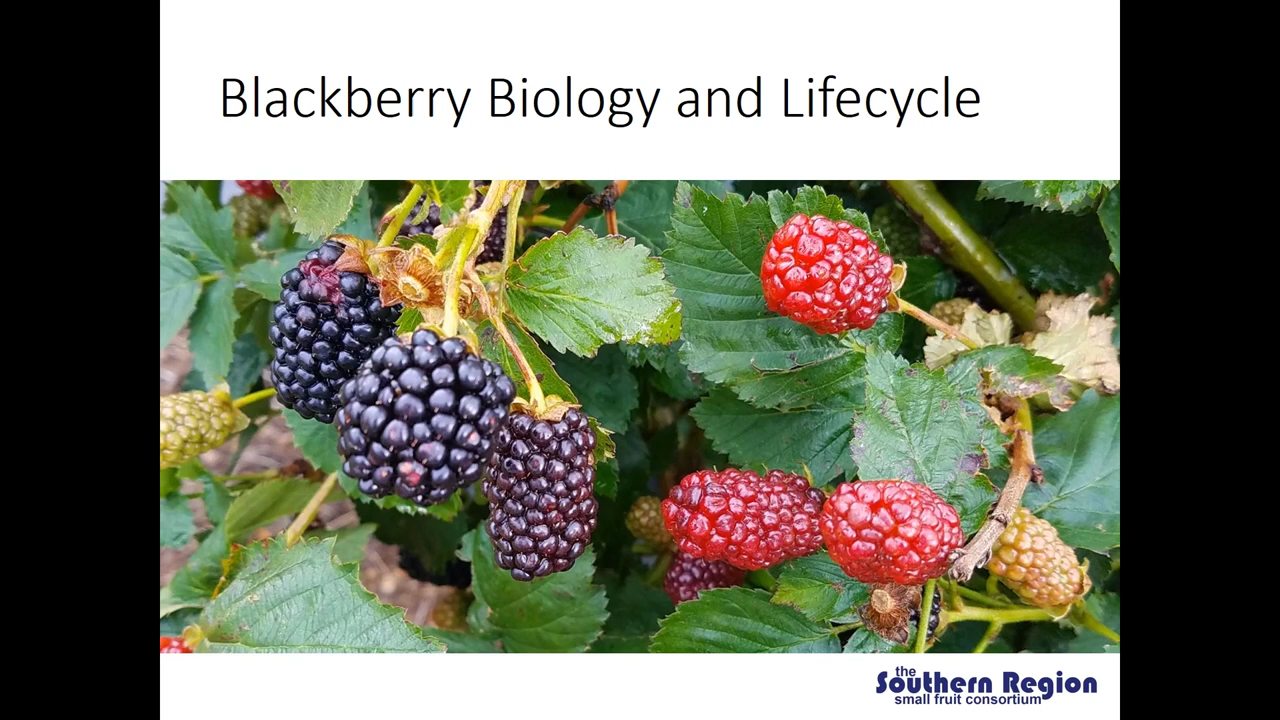 Blackberry Biology and Lifecycle
the
Southern Region
small fruit consortium